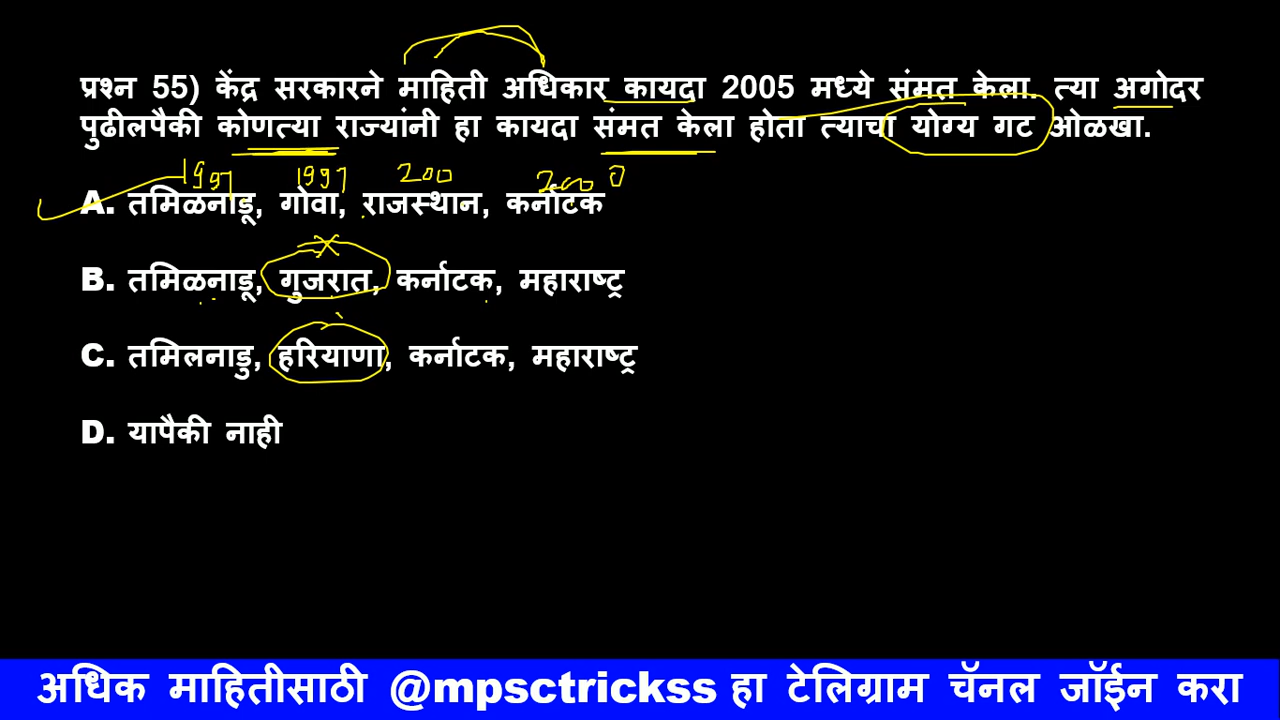 प्रश्न 55) केंद्र सरकारने माहिती अधिकार कायदा 2005 मध्ये संमत केला. त्या अगोदर
पुढीलपैकी कोणत्या राज्यांनी हा कायदा संमत केला होता त्याचा योग्य गट ओळखा.
1997 1997 200 2000
A. तमिळनाडू, गोवा, राजस्थान, कर्नाटक
B. तमिळनाडू, गुजरात, कर्नाटक, महाराष्ट्र
C. तमिलनाडु, हरियाणा, कर्नाटक, महाराष्ट्र
D. यापैकी नाही
अधिक माहितीसाठी @mpsctrickss हा टेलिग्राम चॅनल जॉईन करा